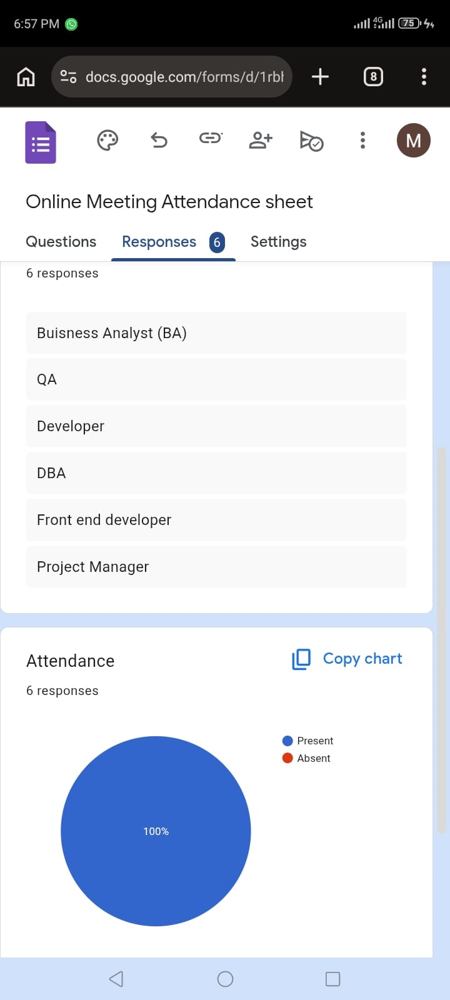 6:57 PM
4G
75
docs.google.com/forms/d/1rbh
8
M
Online Meeting Attendance sheet
Questions Responses 6 Settings
6 responses
Buisness Analyst (BA)
QA
Developer
DBA
Front end developer
Project Manager
Attendance
Copy chart
6 responses
Present
Absent
100%